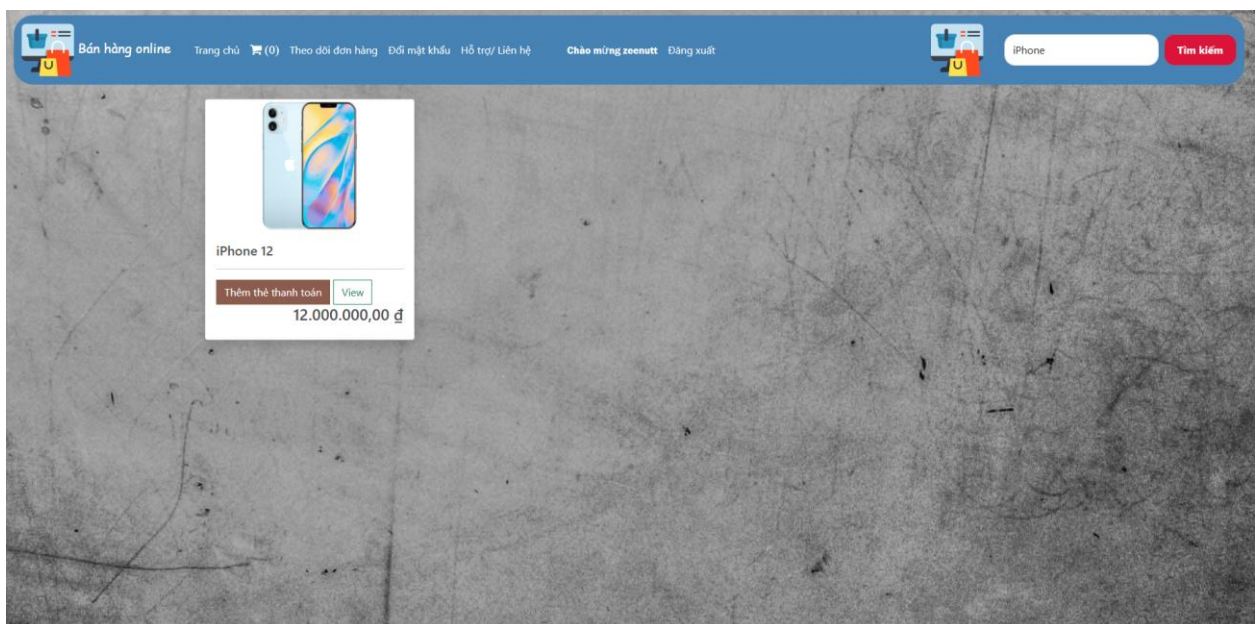 Bán hàng online Trang chủ (0) Theo dõi đơn hàng Đổi mật khẩu Hỗ trợ/ Liên hệ Chào mừng zeenutt Đăng xuất iPhone Tìm kiếm
iPhone 12
Thêm thẻ thanh toán View
12.000.000,00 ₫